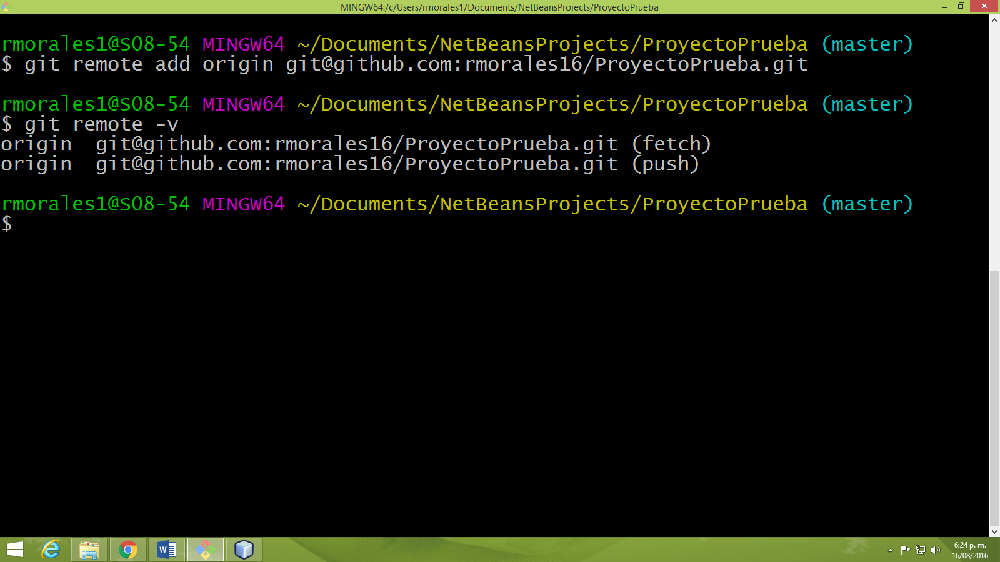 MINGW64:/c/Users/rmorales1/Documents/NetBeansProjects/ProyectoPrueba
rmorales1@S08-54 MINGW64 ~/Documents/NetBeansProjects/ProyectoPrueba (master)
$ git remote add origin git@github.com:rmorales16/ProyectoPrueba.git
rmorales1@S08-54 MINGW64 ~/Documents/NetBeansProjects/ProyectoPrueba (master)
$ git remote -v
origin  git@github.com:rmorales16/ProyectoPrueba.git (fetch)
origin  git@github.com:rmorales16/ProyectoPrueba.git (push)
rmorales1@S08-54 MINGW64 ~/Documents/NetBeansProjects/ProyectoPrueba (master)
$
6:24 p. m.
16/08/2016